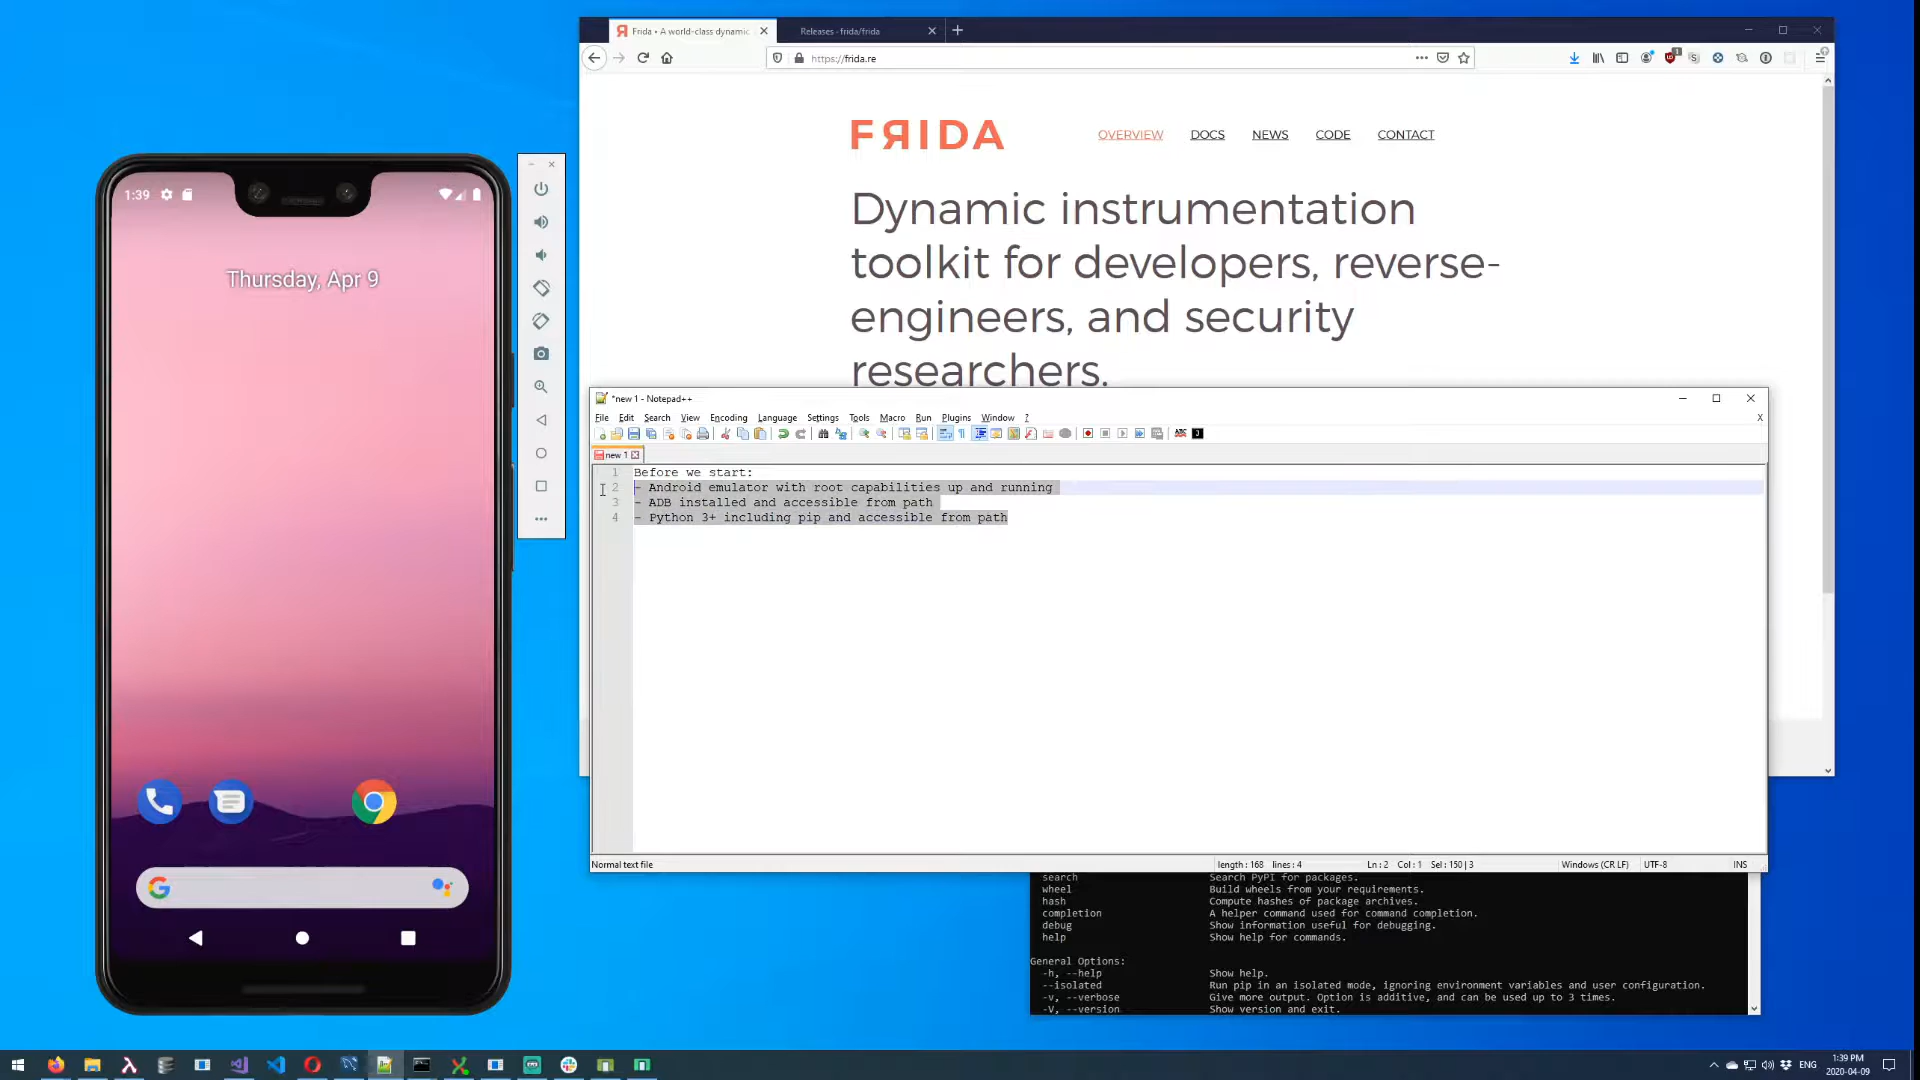 Frida • A world-class dynamic
Releases · frida/frida
https://frida.re
FRIDA
OVERVIEW DOCS NEWS CODE CONTACT
Dynamic instrumentation
toolkit for developers, reverse-
engineers, and security
researchers.
1:39
Thursday, Apr 9
*new 1 - Notepad++
File Edit Search View Encoding Language Settings Tools Macro Run Plugins Window ?
X
new 1
1 Before we start:
2 - Android emulator with root capabilities up and running
3 - ADB installed and accessible from path
4 - Python 3+ including pip and accessible from path
Normal text file length : 168 lines : 4 Ln : 2 Col : 1 Sel : 150 | 3 Windows (CR LF) UTF-8 INS
search Search PyPI for packages.
wheel Build wheels from your requirements.
hash Compute hashes of package archives.
completion A helper command used for command completion.
debug Show information useful for debugging.
help Show help for commands.
General Options:
-h, --help Show help.
--isolated Run pip in an isolated mode, ignoring environment variables and user configuration.
-v, --verbose Give more output. Option is additive, and can be used up to 3 times.
-V, --version Show version and exit.
ENG
1:39 PM
2020-04-09